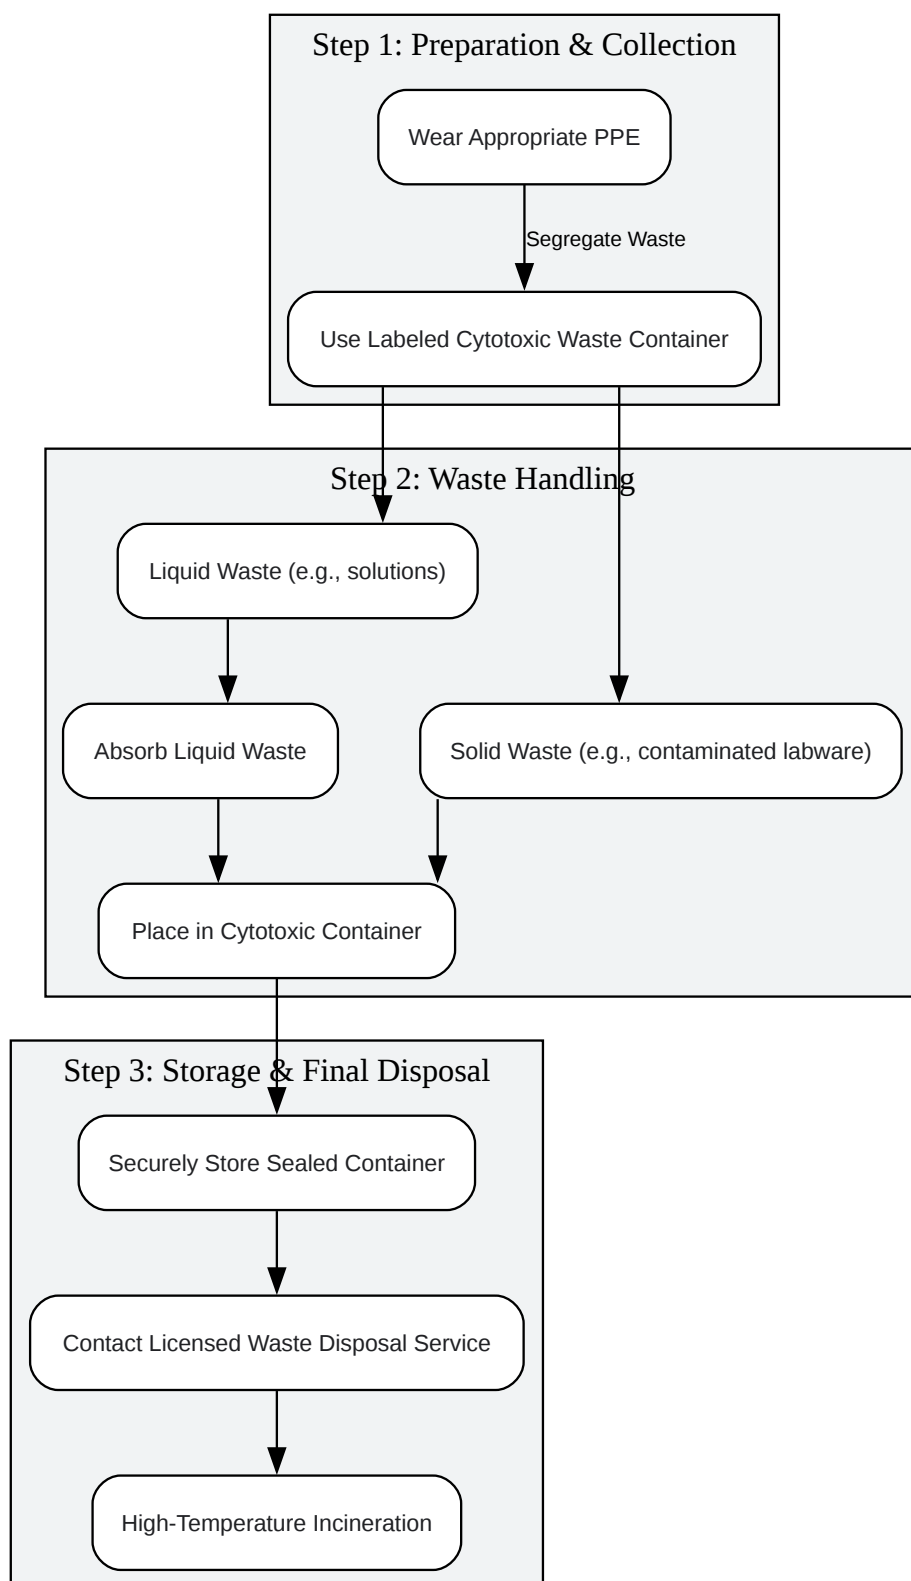 Step 1: Preparation & Collection
Wear Appropriate PPE
Segregate Waste
Use Labeled Cytotoxic Waste Container
Step 2: Waste Handling
Liquid Waste (e.g., solutions)
Absorb Liquid Waste
Solid Waste (e.g., contaminated labware)
Place in Cytotoxic Container
Step 3: Storage & Final Disposal
Securely Store Sealed Container
Contact Licensed Waste Disposal Service
High-Temperature Incineration